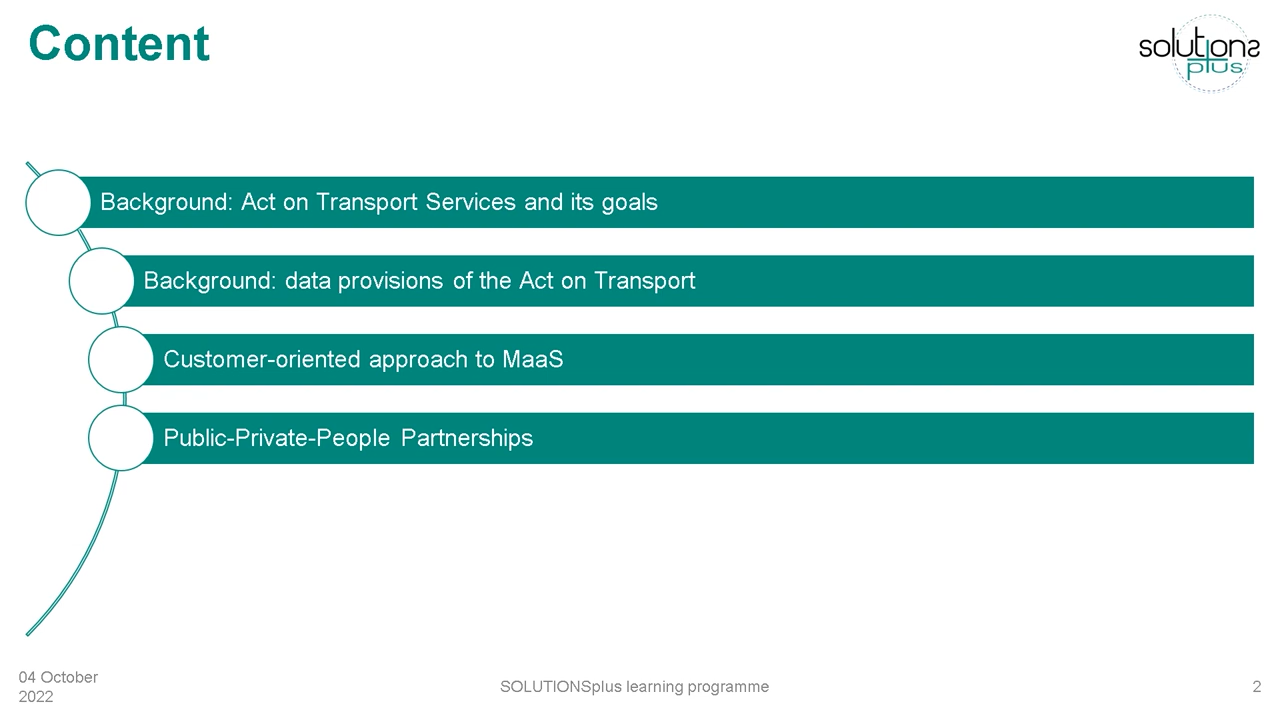 Content
solutions
plus
Background: Act on Transport Services and its goals
Background: data provisions of the Act on Transport
Customer-oriented approach to MaaS
Public-Private-People Partnerships
04 October
2022
SOLUTIONSplus learning programme
2